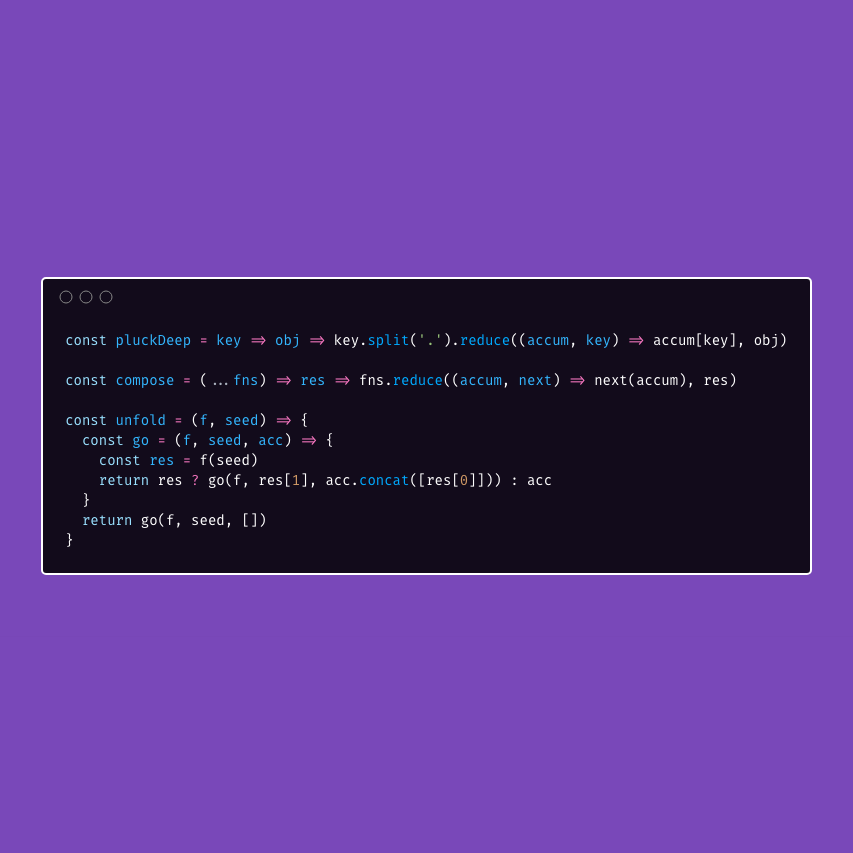 const pluckDeep = key => obj => key.split('.').reduce((accum, key) => accum[key], obj)
const compose = (...fns) => res => fns.reduce((accum, next) => next(accum), res)
const unfold = (f, seed) => {
  const go = (f, seed, acc) => {
    const res = f(seed)
    return res ? go(f, res[1], acc.concat([res[0]])) : acc
  }
  return go(f, seed, [])
}